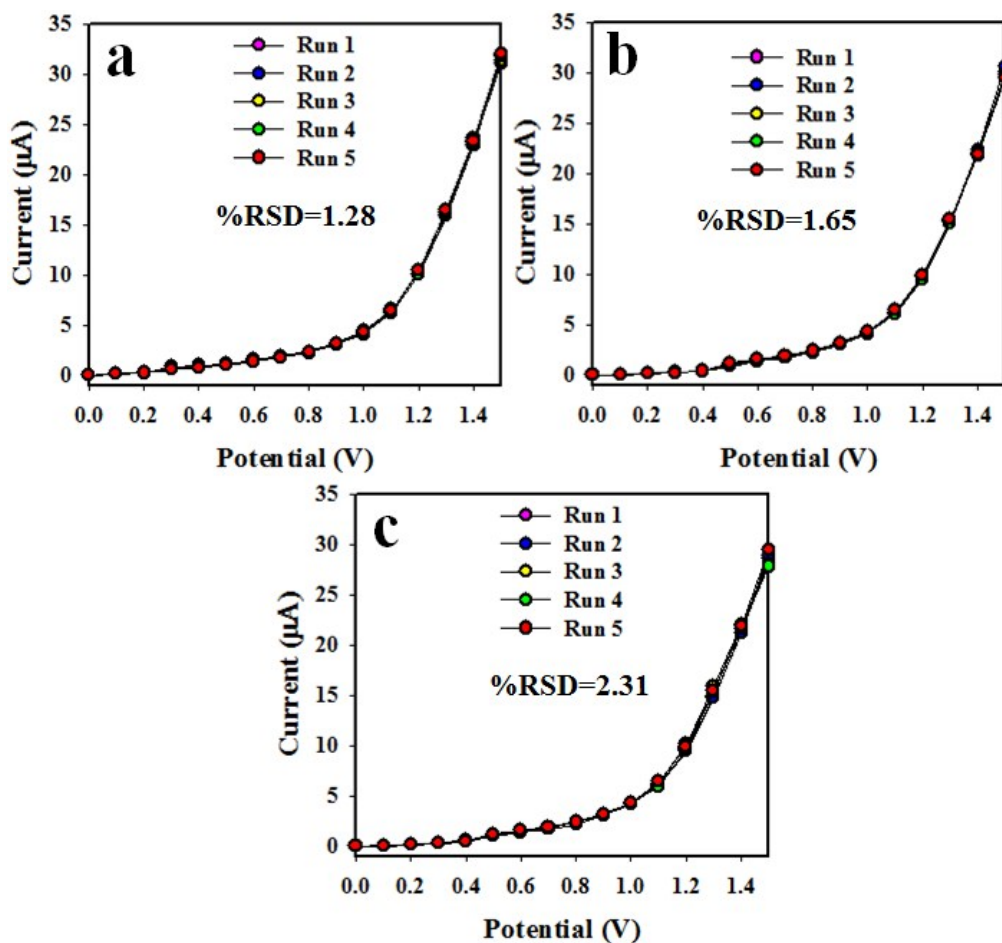 a
35
30
25
20
15
10
5
0
Current (µA)
Run 1
Run 2
Run 3
Run 4
Run 5
%RSD=1.28
0.0 0.2 0.4 0.6 0.8 1.0 1.2 1.4
Potential (V)
b
35
30
25
20
15
10
5
0
Current (µA)
Run 1
Run 2
Run 3
Run 4
Run 5
%RSD=1.65
0.0 0.2 0.4 0.6 0.8 1.0 1.2 1.4
Potential (V)
c
35
30
25
20
15
10
5
0
Current (µA)
Run 1
Run 2
Run 3
Run 4
Run 5
%RSD=2.31
0.0 0.2 0.4 0.6 0.8 1.0 1.2 1.4
Potential (V)